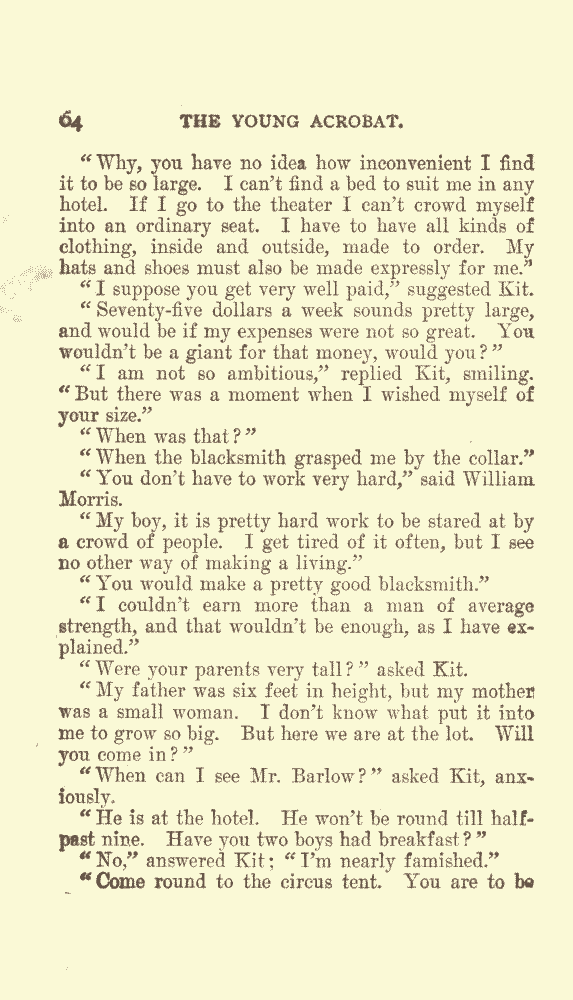 64 THE YOUNG ACROBAT.
“Why, you have no idea how inconvenient I find
it to be so large. I can’t find a bed to suit me in any
hotel. If I go to the theater I can’t crowd myself
into an ordinary seat. I have to have all kinds of
clothing, inside and outside, made to order. My
hats and shoes must also be made expressly for me.”
“I suppose you get very well paid,” suggested Kit.
“Seventy-five dollars a week sounds pretty large,
and would be if my expenses were not so great. You
wouldn’t be a giant for that money, would you?”
“I am not so ambitious,” replied Kit, smiling.
“But there was a moment when I wished myself of
your size.”
“When was that?”
“When the blacksmith grasped me by the collar.”
“You don’t have to work very hard,” said William
Morris.
“My boy, it is pretty hard work to be stared at by
a crowd of people. I get tired of it often, but I see
no other way of making a living.”
“You would make a pretty good blacksmith.”
“I couldn’t earn more than a man of average
strength, and that wouldn’t be enough, as I have ex-
plained.”
“Were your parents very tall?” asked Kit.
“My father was six feet in height, but my mother
was a small woman. I don’t know what put it into
me to grow so big. But here we are at the lot. Will
you come in?”
“When can I see Mr. Barlow?” asked Kit, anx-
iously.
“He is at the hotel. He won’t be round till half-
past nine. Have you two boys had breakfast?”
“No,” answered Kit; “I’m nearly famished.”
“Come round to the circus tent. You are to be